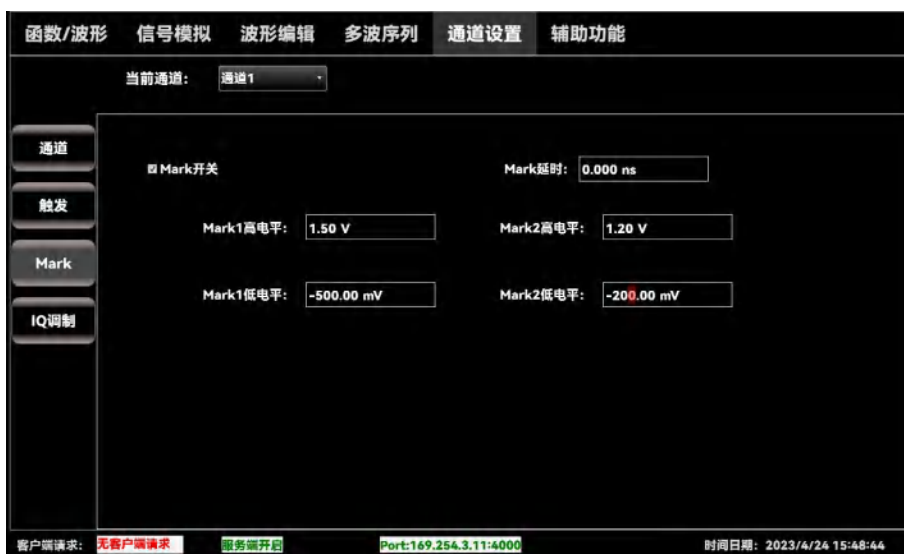 函数/波形 信号模拟 波形编辑 多波序列 通道设置 辅助功能
当前通道： 通道1
通道
Mark开关 Mark延时： 0.000 ns
触发
Mark1高电平： 1.50 V Mark2高电平： 1.20 V
Mark
Mark1低电平： -500.00 mV Mark2低电平： -200.00 mV
IQ调制
客户端请求: 无客户端请求 服务端开启 Port:169.254.3.11:4000 时间日期: 2023/4/24 15:48:44